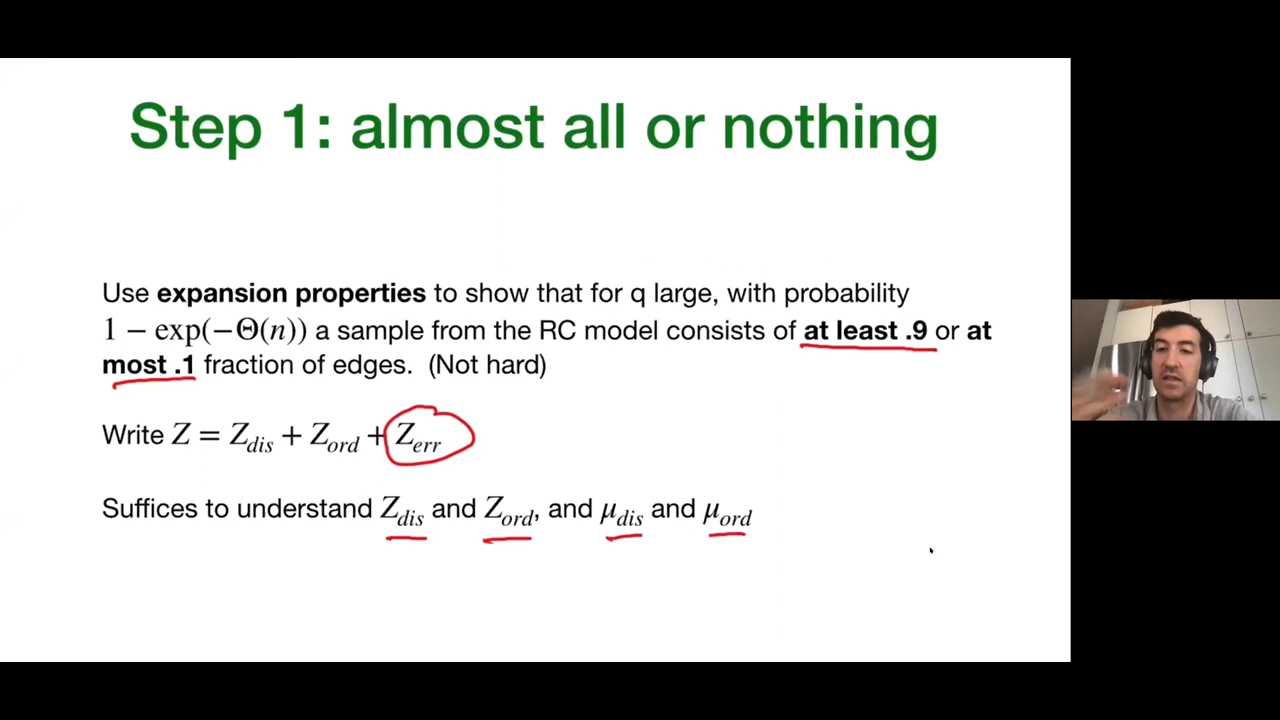 Step 1: almost all or nothing
Use expansion properties to show that for q large, with probability
1 − exp(−Θ(n)) a sample from the RC model consists of at least .9 or at
most .1 fraction of edges. (Not hard)
Write Z = Z_dis + Z_ord + Z_err
Suffices to understand Z_dis and Z_ord, and μ_dis and μ_ord